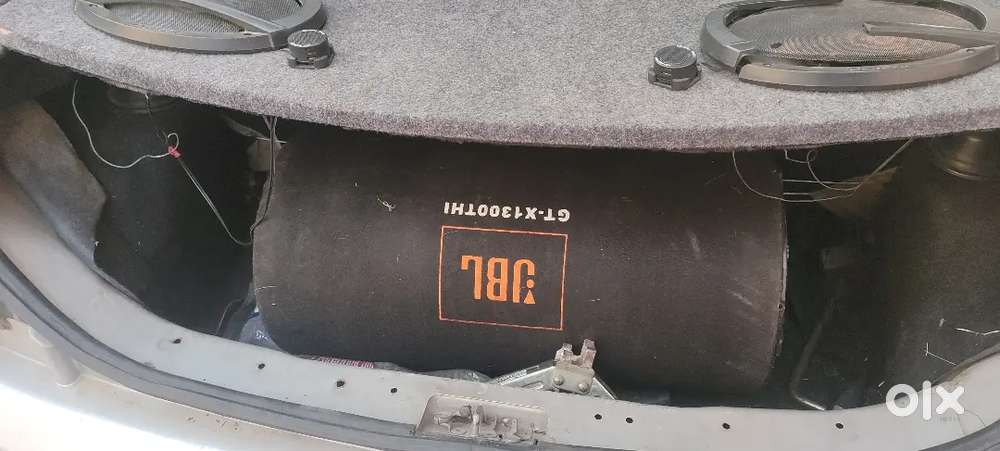 GT-X1300THI
JBL
olx